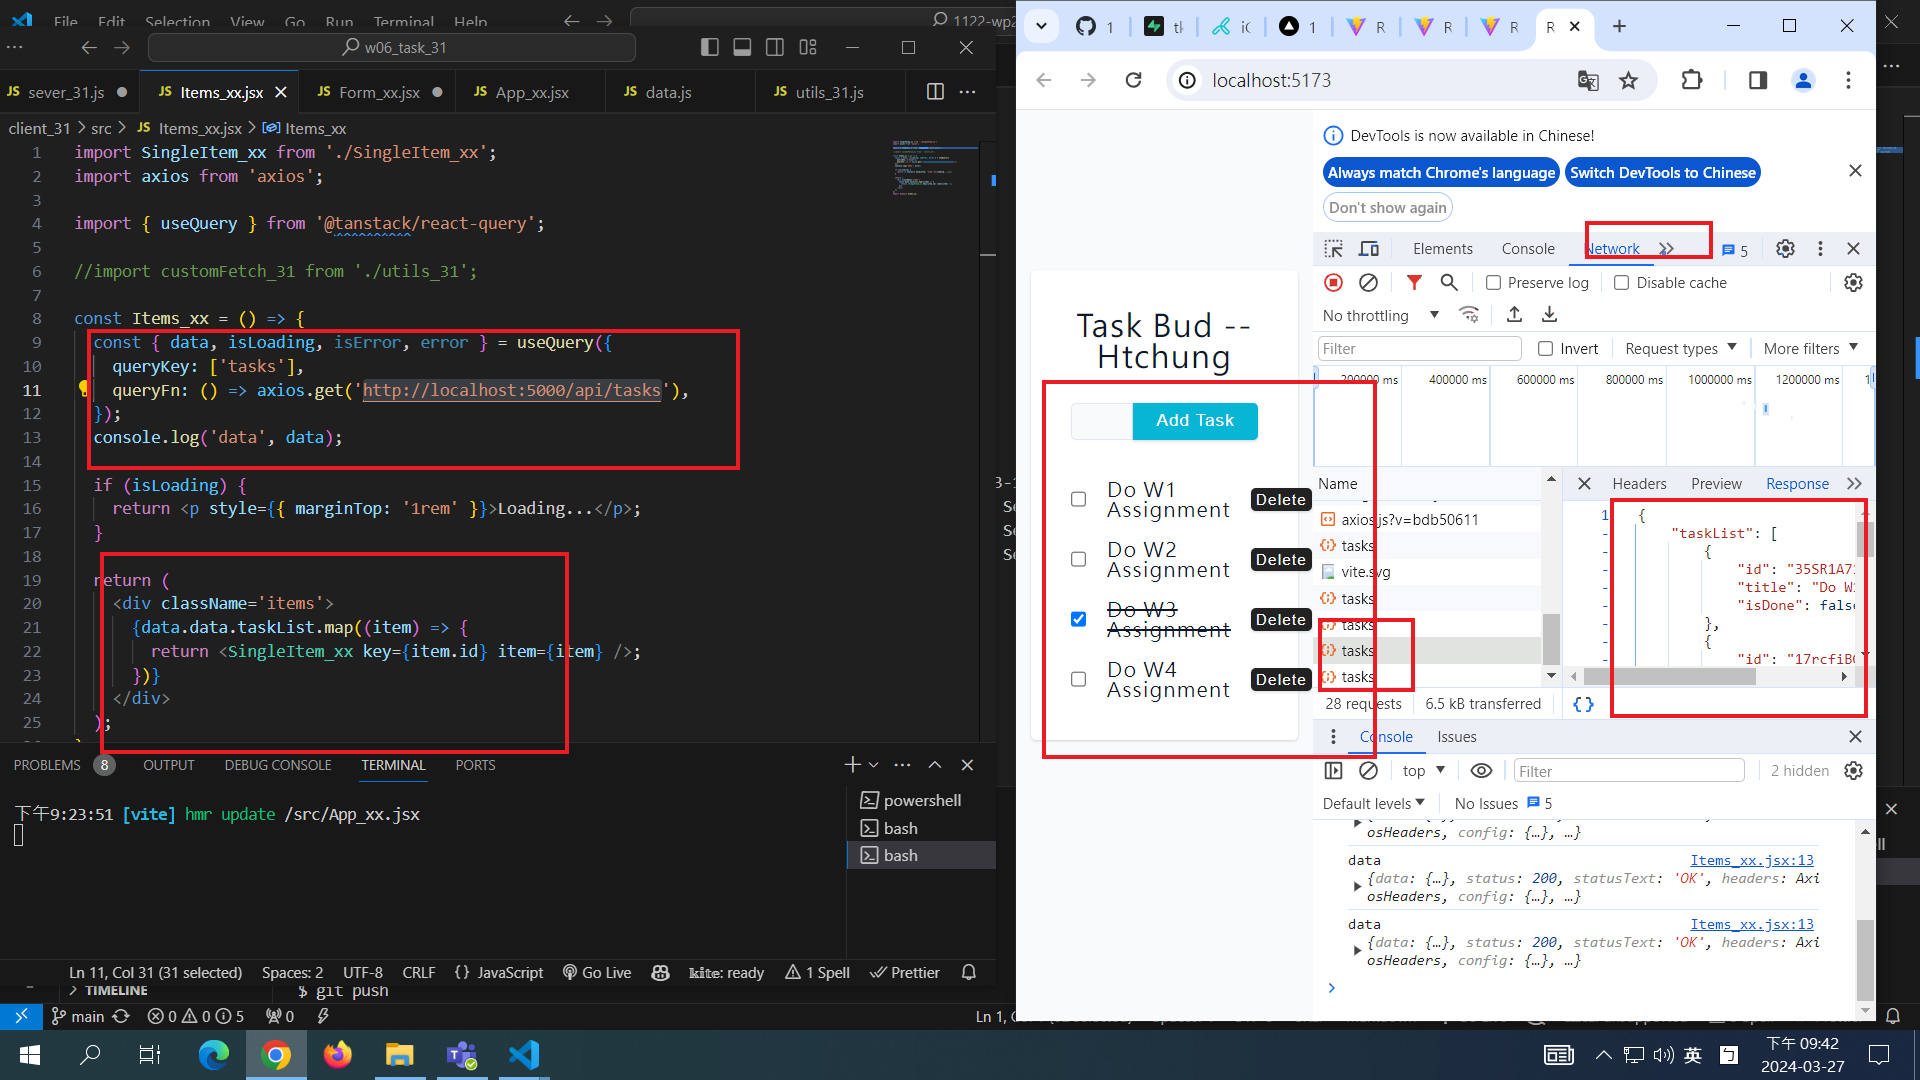 File Edit Selection View Go Run Terminal Help
1122-wp2
w06_task_31
JS sever_31.js
JS Items_xx.jsx
JS Form_xx.jsx
JS App_xx.jsx
JS data.js
JS utils_31.js
client_31 > src > JS Items_xx.jsx > Items_xx
1 import SingleItem_xx from './SingleItem_xx';
2 import axios from 'axios';
3
4 import { useQuery } from '@tanstack/react-query';
5
6 //import customFetch_31 from './utils_31';
7
8 const Items_xx = () => {
9 const { data, isLoading, isError, error } = useQuery({
10 queryKey: ['tasks'],
11 queryFn: () => axios.get('http://localhost:5000/api/tasks'),
12 });
13 console.log('data', data);
14
15 if (isLoading) {
16 return <p style={{ marginTop: '1rem' }}>Loading...</p>;
17 }
18
19 return (
20 <div className='items'>
21 {data.data.taskList.map((item) => {
22 return <SingleItem_xx key={item.id} item={item} />;
23 })}
24 </div>
25 );
PROBLEMS 8 OUTPUT DEBUG CONSOLE TERMINAL PORTS
下午9:23:51 [vite] hmr update /src/App_xx.jsx
powershell
bash
bash
Ln 11, Col 31 (31 selected) Spaces: 2 UTF-8 CRLF {} JavaScript Go Live kite: ready 1 Spell Prettier
TIMELINE
$ git push
main 0 0 5 0
Ln 1,
localhost:5173
DevTools is now available in Chinese!
Always match Chrome's language
Switch DevTools to Chinese
Don't show again
Elements Console Network 5
Preserve log Disable cache
No throttling
Filter Invert Request types More filters
200000 ms 400000 ms 600000 ms 800000 ms 1000000 ms 1200000 ms
Task Bud --
Htchung
Add Task
Do W1
Assignment
Delete
Do W2
Assignment
Delete
Do W3
Assignment
Delete
Do W4
Assignment
Delete
Name
axios.js?v=bdb50611
tasks
vite.svg
tasks
tasks
tasks
tasks
28 requests 6.5 kB transferred
Headers Preview Response
1 {
"taskList": [
{
"id": "35SR1A7
"title": "Do W
"isDone": false
},
{
"id": "17rcfiB
{}
Console Issues
top Filter 2 hidden
Default levels No Issues 5
osHeaders, config: {…}, …}
data Items_xx.jsx:13
{data: {…}, status: 200, statusText: 'OK', headers: Axi
osHeaders, config: {…}, …}
data Items_xx.jsx:13
{data: {…}, status: 200, statusText: 'OK', headers: Axi
osHeaders, config: {…}, …}
英
下午 09:42
2024-03-27